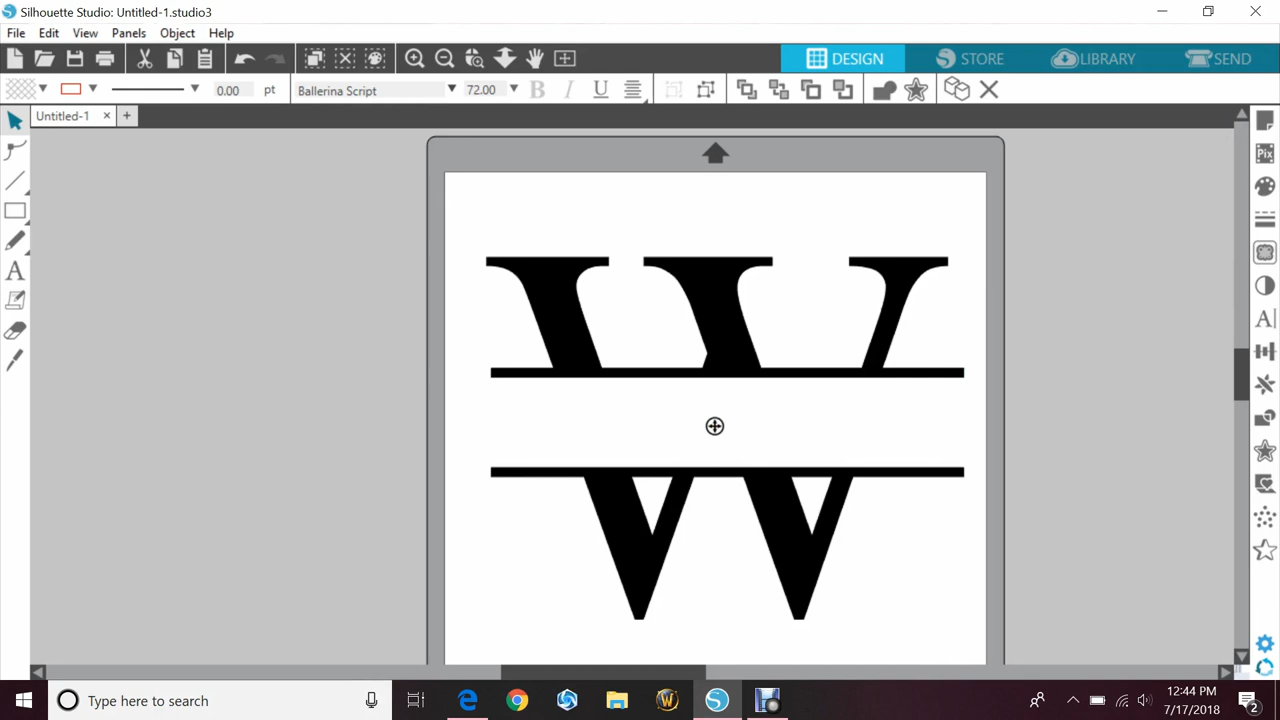 Silhouette Studio: Untitled-1.studio3
File Edit View Panels Object Help
DESIGN STORE LIBRARY SEND
0.00 pt Ballerina Script 72.00 B I U
Untitled-1 × +
Pix
A
A
W
Type here to search
W
12:44 PM
7/17/2018
2